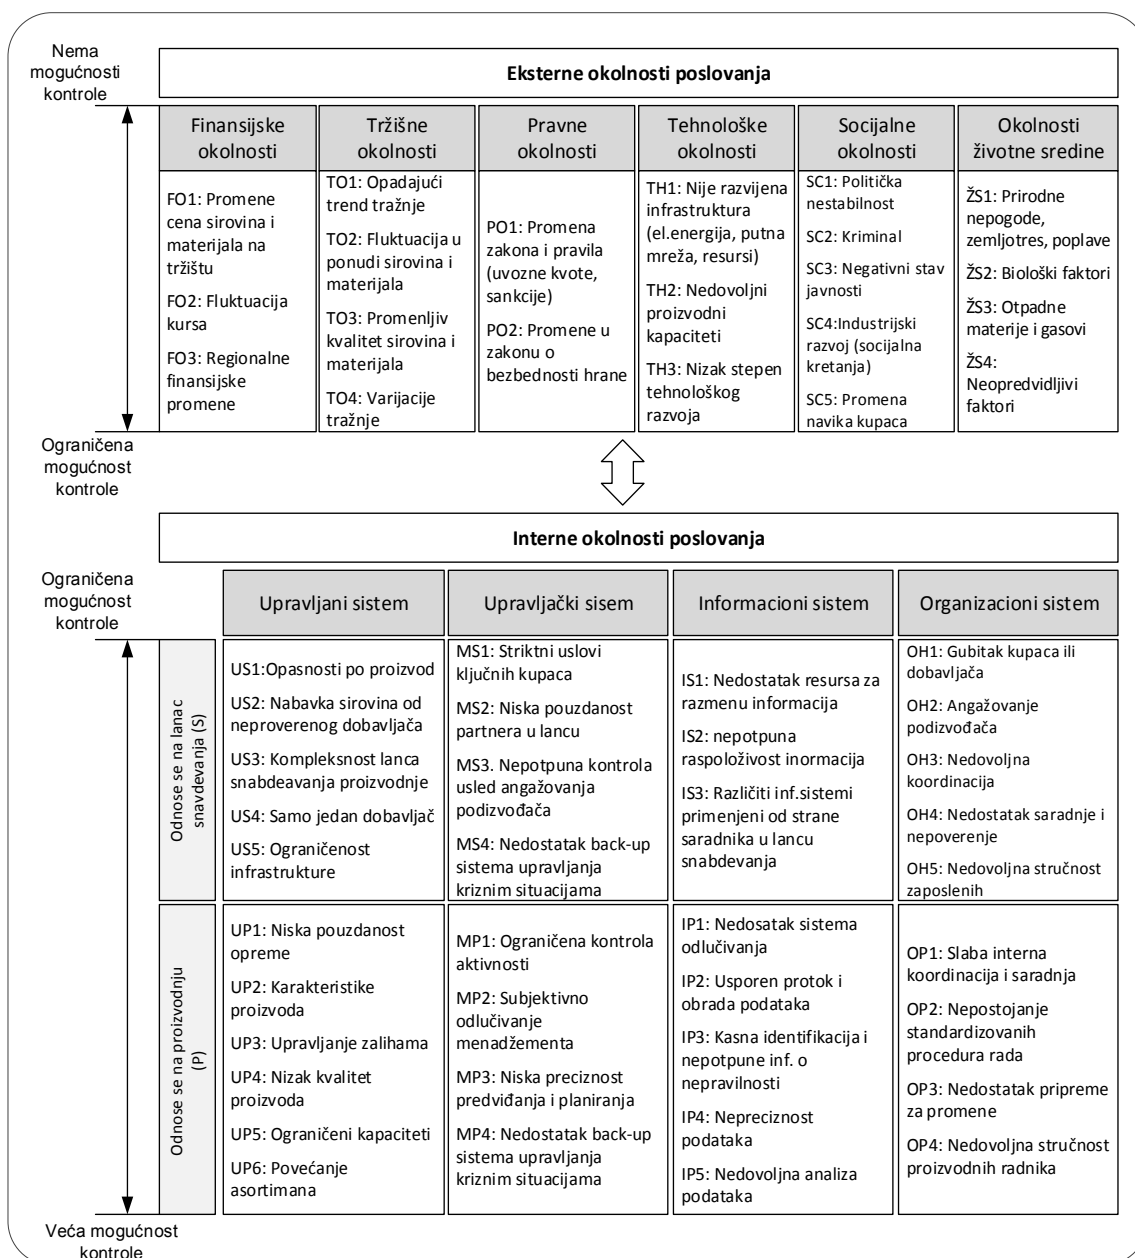 Nema
mogućnosti
kontrole
Eksterne okolnosti poslovanja
Finansijske
okolnosti
FO1: Promene
cena sirovina i
materijala na
tržištu
FO2: Fluktuacija
kursa
FO3: Regionalne
finansijske
promene
Tržišne
okolnosti
TO1: Opadajući
trend tražnje
TO2: Fluktuacija u
ponudi sirovina i
materijala
TO3: Promenljiv
kvalitet sirovina i
materijala
TO4: Varijacije
tražnje
Pravne
okolnosti
PO1: Promena
zakona i pravila
(uvozne kvote,
sankcije)
PO2: Promene u
zakonu o
bezbednosti hrane
Tehnološke
okolnosti
TH1: Nije razvijena
infrastruktura
(el.energija, putna
mreža, resursi)
TH2: Nedovoljni
proizvodni
kapaciteti
TH3: Nizak stepen
tehnološkog
razvoja
Socijalne
okolnosti
SC1: Politička
nestabilnost
SC2: Kriminal
SC3: Negativni stav
javnosti
SC4:Industrijski
razvoj (socijalna
kretanja)
SC5: Promena
navika kupaca
Okolnosti
životne sredine
ŽS1: Prirodne
nepogode,
zemljotres, poplave
ŽS2: Biološki faktori
ŽS3: Otpadne
materije i gasovi
ŽS4:
Neopredvidljivi
faktori
Ograničena
mogućnost
kontrole
Interne okolnosti poslovanja
Ograničena
mogućnost
kontrole
Upravljani sistem
Upravljački sisem
Informacioni sistem
Organizacioni sistem
Odnose se na lanac
snavdevanja (S)
US1:Opasnosti po proizvod
US2: Nabavka sirovina od
neproverenog dobavljača
US3: Kompleksnost lanca
snabdeavanja proizvodnje
US4: Samo jedan dobavljač
US5: Ograničenost
infrastrukture
MS1: Striktni uslovi
ključnih kupaca
MS2: Niska pouzdanost
partnera u lancu
MS3. Nepotpuna kontrola
usled angažovanja
podizvođača
MS4: Nedostatak back-up
sistema upravljanja
kriznim situacijama
IS1: Nedostatak resursa za
razmenu informacija
IS2: nepotpuna
raspoloživost inormacija
IS3: Različiti inf.sistemi
primenjeni od strane
saradnika u lancu
snabdevanja
OH1: Gubitak kupaca ili
dobavljača
OH2: Angažovanje
podizvođača
OH3: Nedovoljna
koordinacija
OH4: Nedostatak saradnje i
nepoverenje
OH5: Nedovoljna stručnost
zaposlenih
Odnose se na proizvodnju
(P)
UP1: Niska pouzdanost
opreme
UP2: Karakteristike
proizvoda
UP3: Upravljanje zalihama
UP4: Nizak kvalitet
proizvoda
UP5: Ograničeni kapaciteti
UP6: Povećanje
asortimana
MP1: Ograničena kontrola
aktivnosti
MP2: Subjektivno
odlučivanje
menadžementa
MP3: Niska preciznost
predviđanja i planiranja
MP4: Nedostatak back-up
sistema upravljanja
kriznim situacijama
IP1: Nedosatak sistema
odlučivanja
IP2: Usporen protok i
obrada podataka
IP3: Kasna identifikacija i
nepotpune inf. o
nepravilnosti
IP4: Nepreciznost
podataka
IP5: Nedovoljna analiza
podataka
OP1: Slaba interna
koordinacija i saradnja
OP2: Nepostojanje
standardizovanih
procedura rada
OP3: Nedostatak pripreme
za promene
OP4: Nedovoljna stručnost
proizvodnih radnika
Veća mogućnost
kontrole